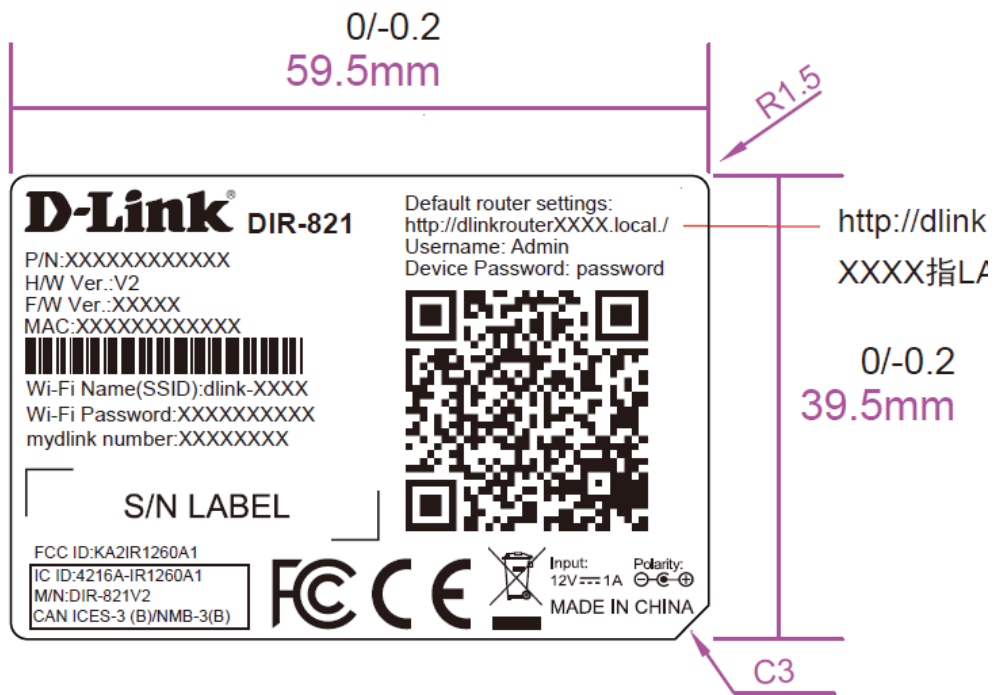 0/-0.2
59.5mm
R1.5
D-Link® DIR-821
P/N:XXXXXXXXXXXX
H/W Ver.:V2
F/W Ver.:XXXXX
MAC:XXXXXXXXXXXX
Wi-Fi Name(SSID):dlink-XXXX
Wi-Fi Password:XXXXXXXXXX
mydlink number:XXXXXXXX
Default router settings:
http://dlinkrouterXXXX.local./
Username: Admin
Device Password: password
http://dlink
XXXX指LA
0/-0.2
39.5mm
S/N LABEL
FCC ID:KA2IR1260A1
IC ID:4216A-IR1260A1
M/N:DIR-821V2
CAN ICES-3 (B)/NMB-3(B)
FC CE
Input:
12V⎓1A
Polarity:
MADE IN CHINA
C3